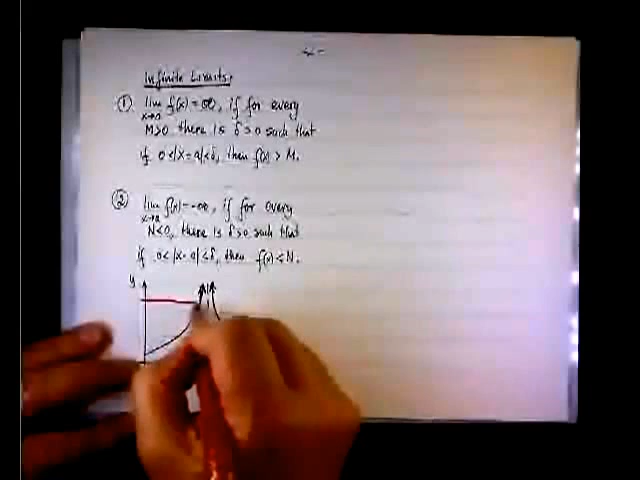 Infinite Limits:
① lim f(x)=∞, if for every
x→a
M>0, there is δ>0 such that
if 0<|x-a|<δ, then f(x) > M.
② lim f(x)=-∞, if for every
x→a
N<0, there is δ>0 such that
if 0<|x-a|<δ, then f(x)<N.
y